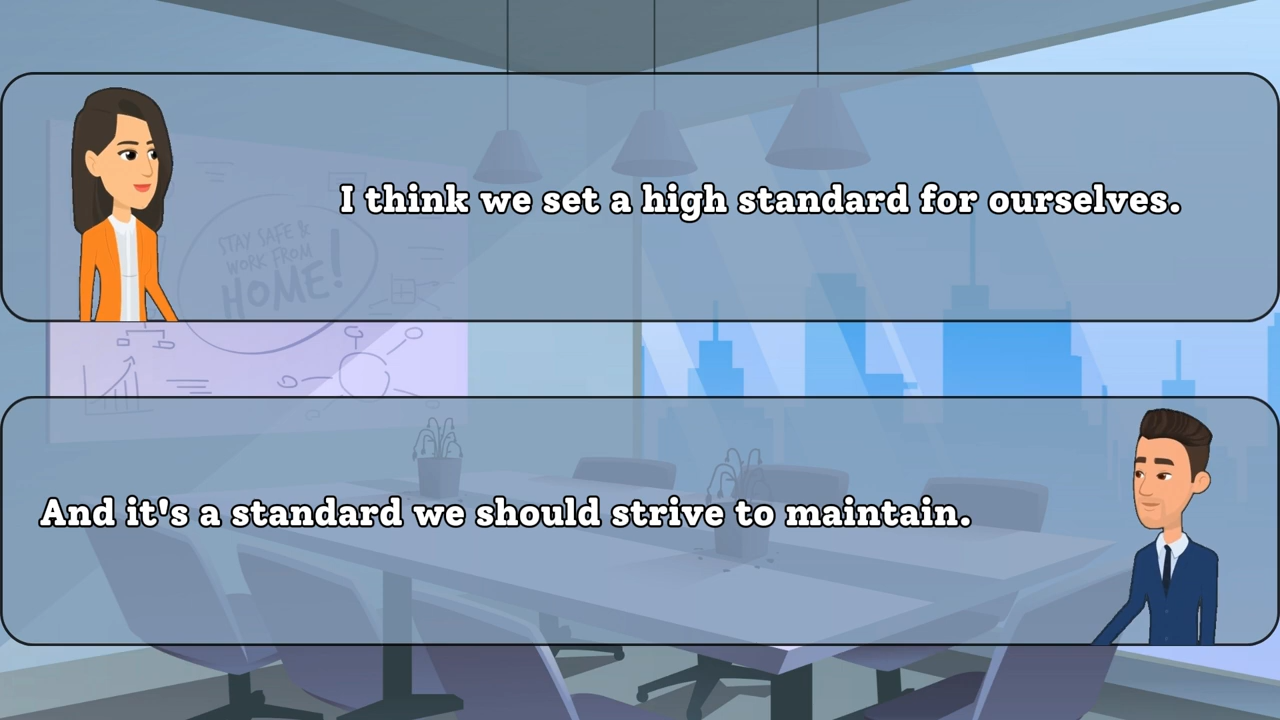 STAY SAFE &
WORK FROM
HOME!
I think we set a high standard for ourselves.
And it's a standard we should strive to maintain.